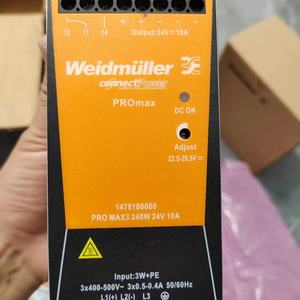 12 11 14
Output:24V⎓10A
Weidmüller
connectPower
PROmax
DC OK
Adjust
22.5-29.5V⎓
1478180000
PRO MAX3 240W 24V 10A
Input:3W+PE
3x400-500V~ 3x0.5-0.4A 50/60Hz
L1(+) L2(-) L3